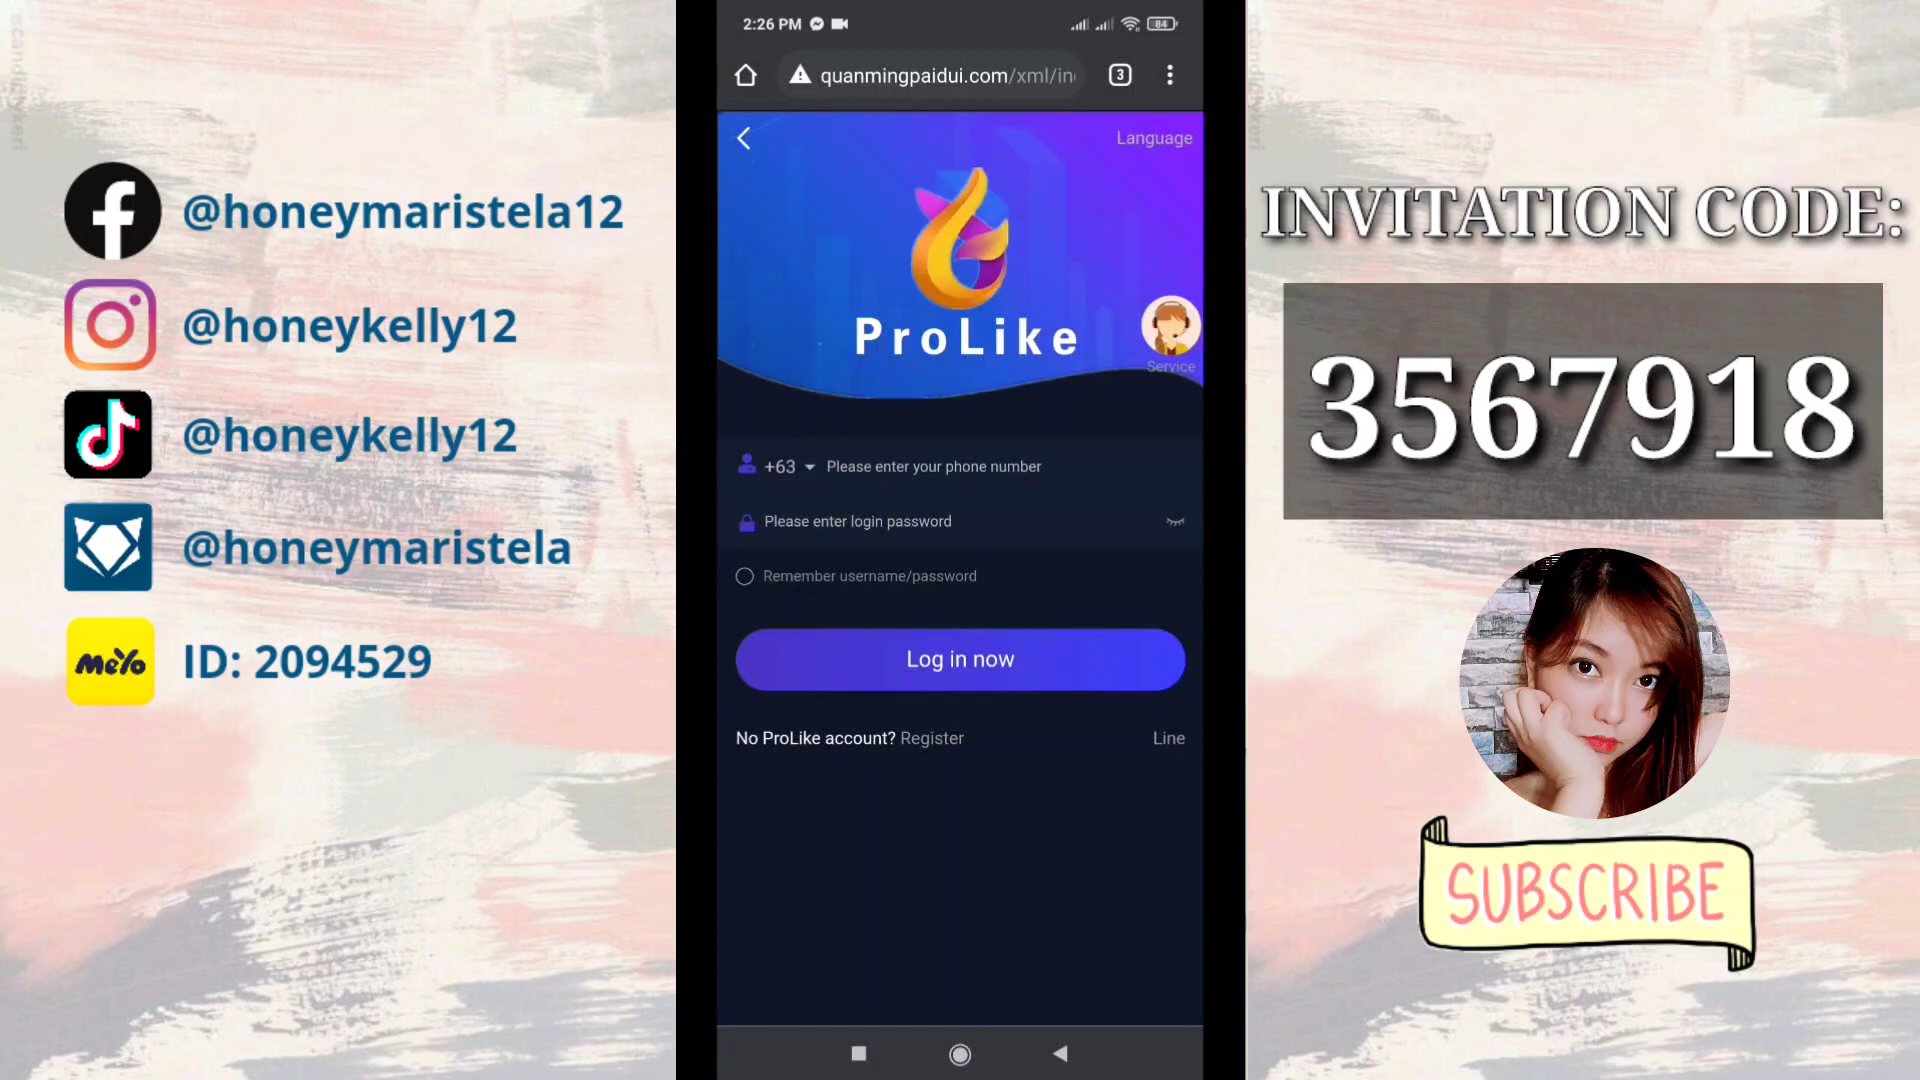 @honeymaristela12
@honeykelly12
@honeykelly12
@honeymaristela
MeYo
ID: 2094529
2:26 PM
84
quanmingpaidui.com/xml/in
3
Language
ProLike
Service
+63
Please enter your phone number
Please enter login password
Remember username/password
Log in now
No ProLike account? Register
Line
INVITATION CODE:
3567918
SUBSCRIBE